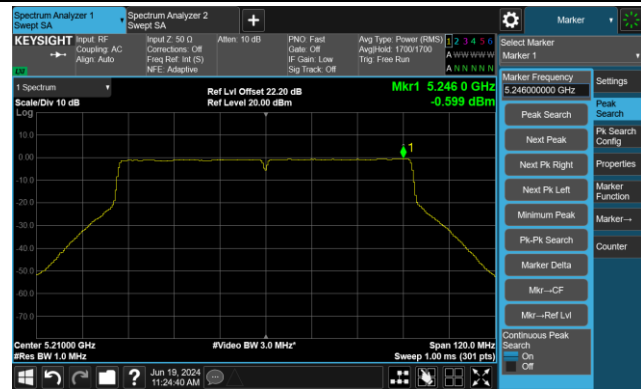 Spectrum Analyzer 1
Swept SA
Spectrum Analyzer 2
Swept SA
+
Marker
KEYSIGHT
Input: RF
Coupling: AC
Align: Auto
Input Z: 50 Ω
Corrections: Off
Freq Ref: Int (S)
NFE: Adaptive
Atten: 10 dB
PNO: Fast
Gate: Off
IF Gain: Low
Sig Track: Off
Avg Type: Power (RMS)
Avg|Hold: 1700/1700
Trig: Free Run
1 2 3 4 5 6
A W W W W W
A N N N N N
LXI
Select Marker
Marker 1
1 Spectrum
Scale/Div 10 dB
Log
Ref Lvl Offset 22.20 dB
Ref Level 20.00 dBm
Mkr1 5.246 0 GHz
-0.599 dBm
10.0
0.00
-10.0
-20.0
-30.0
-40.0
-50.0
-60.0
-70.0
1
Center 5.21000 GHz
#Res BW 1.0 MHz
#Video BW 3.0 MHz*
Span 120.0 MHz
Sweep 1.00 ms (301 pts)
Marker Frequency
5.246000000 GHz
Peak Search
Next Peak
Next Pk Right
Next Pk Left
Minimum Peak
Pk-Pk Search
Marker Delta
Mkr→CF
Mkr→Ref Lvl
Continuous Peak
Search
On
Off
Settings
Peak
Search
Pk Search
Config
Properties
Marker
Function
Marker→
Counter
?
Jun 19, 2024
11:24:40 AM